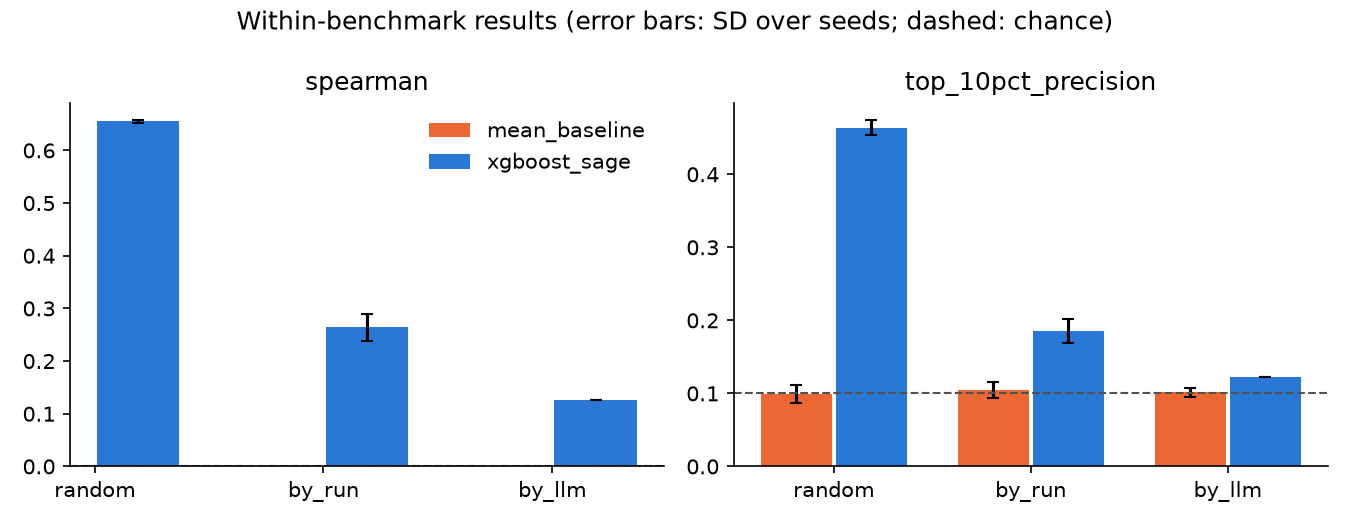 Within-benchmark results (error bars: SD over seeds; dashed: chance)
spearman
mean_baseline
xgboost_sage
0.6
0.5
0.4
0.3
0.2
0.1
0.0
random by_run by_llm
top_10pct_precision
0.4
0.3
0.2
0.1
0.0
random by_run by_llm